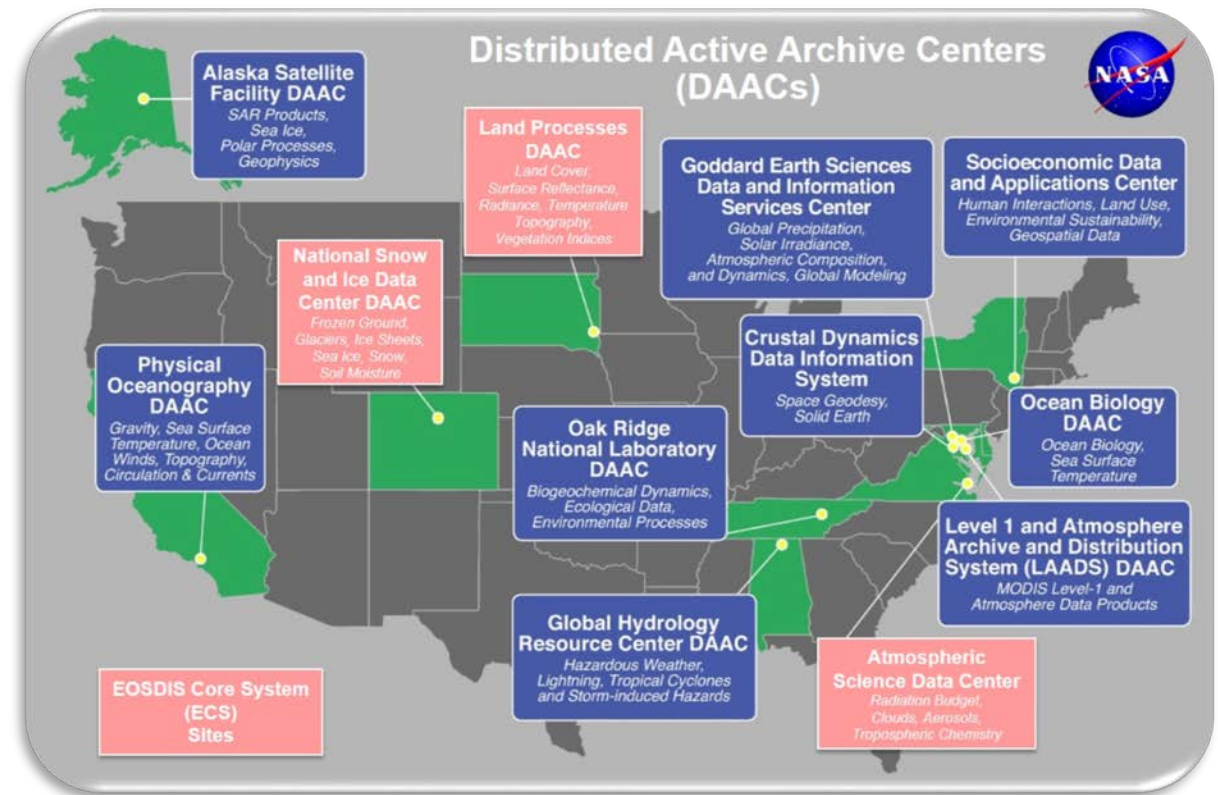 Distributed Active Archive Centers
(DAACs)
NASA
Alaska Satellite
Facility DAAC
SAR Products,
Sea Ice,
Polar Processes,
Geophysics
Land Processes
DAAC
Land Cover,
Surface Reflectance,
Radiance, Temperature
Topography,
Vegetation Indices
Goddard Earth Sciences
Data and Information
Services Center
Global Precipitation,
Solar Irradiance,
Atmospheric Composition,
and Dynamics, Global Modeling
Socioeconomic Data
and Applications Center
Human Interactions, Land Use,
Environmental Sustainability,
Geospatial Data
National Snow
and Ice Data
Center DAAC
Frozen Ground,
Glaciers, Ice Sheets,
Sea Ice, Snow,
Soil Moisture
Physical
Oceanography
DAAC
Gravity, Sea Surface
Temperature, Ocean
Winds, Topography,
Circulation & Currents
Crustal Dynamics
Data Information
System
Space Geodesy,
Solid Earth
Ocean Biology
DAAC
Ocean Biology,
Sea Surface
Temperature
Oak Ridge
National Laboratory
DAAC
Biogeochemical Dynamics,
Ecological Data,
Environmental Processes
Level 1 and Atmosphere
Archive and Distribution
System (LAADS) DAAC
MODIS Level-1 and
Atmosphere Data Products
Global Hydrology
Resource Center DAAC
Hazardous Weather,
Lightning, Tropical Cyclones
and Storm-induced Hazards
Atmospheric
Science Data Center
Radiation Budget,
Clouds, Aerosols,
Tropospheric Chemistry
EOSDIS Core System
(ECS)
Sites